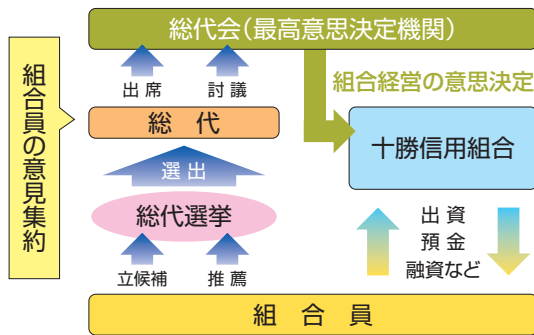 総代会（最高意思決定機関）
出席
討議
組合経営の意思決定
組合員の意見集約
総代
十勝信用組合
選出
総代選挙
出資
預金
融資など
立候補
推薦
組合員